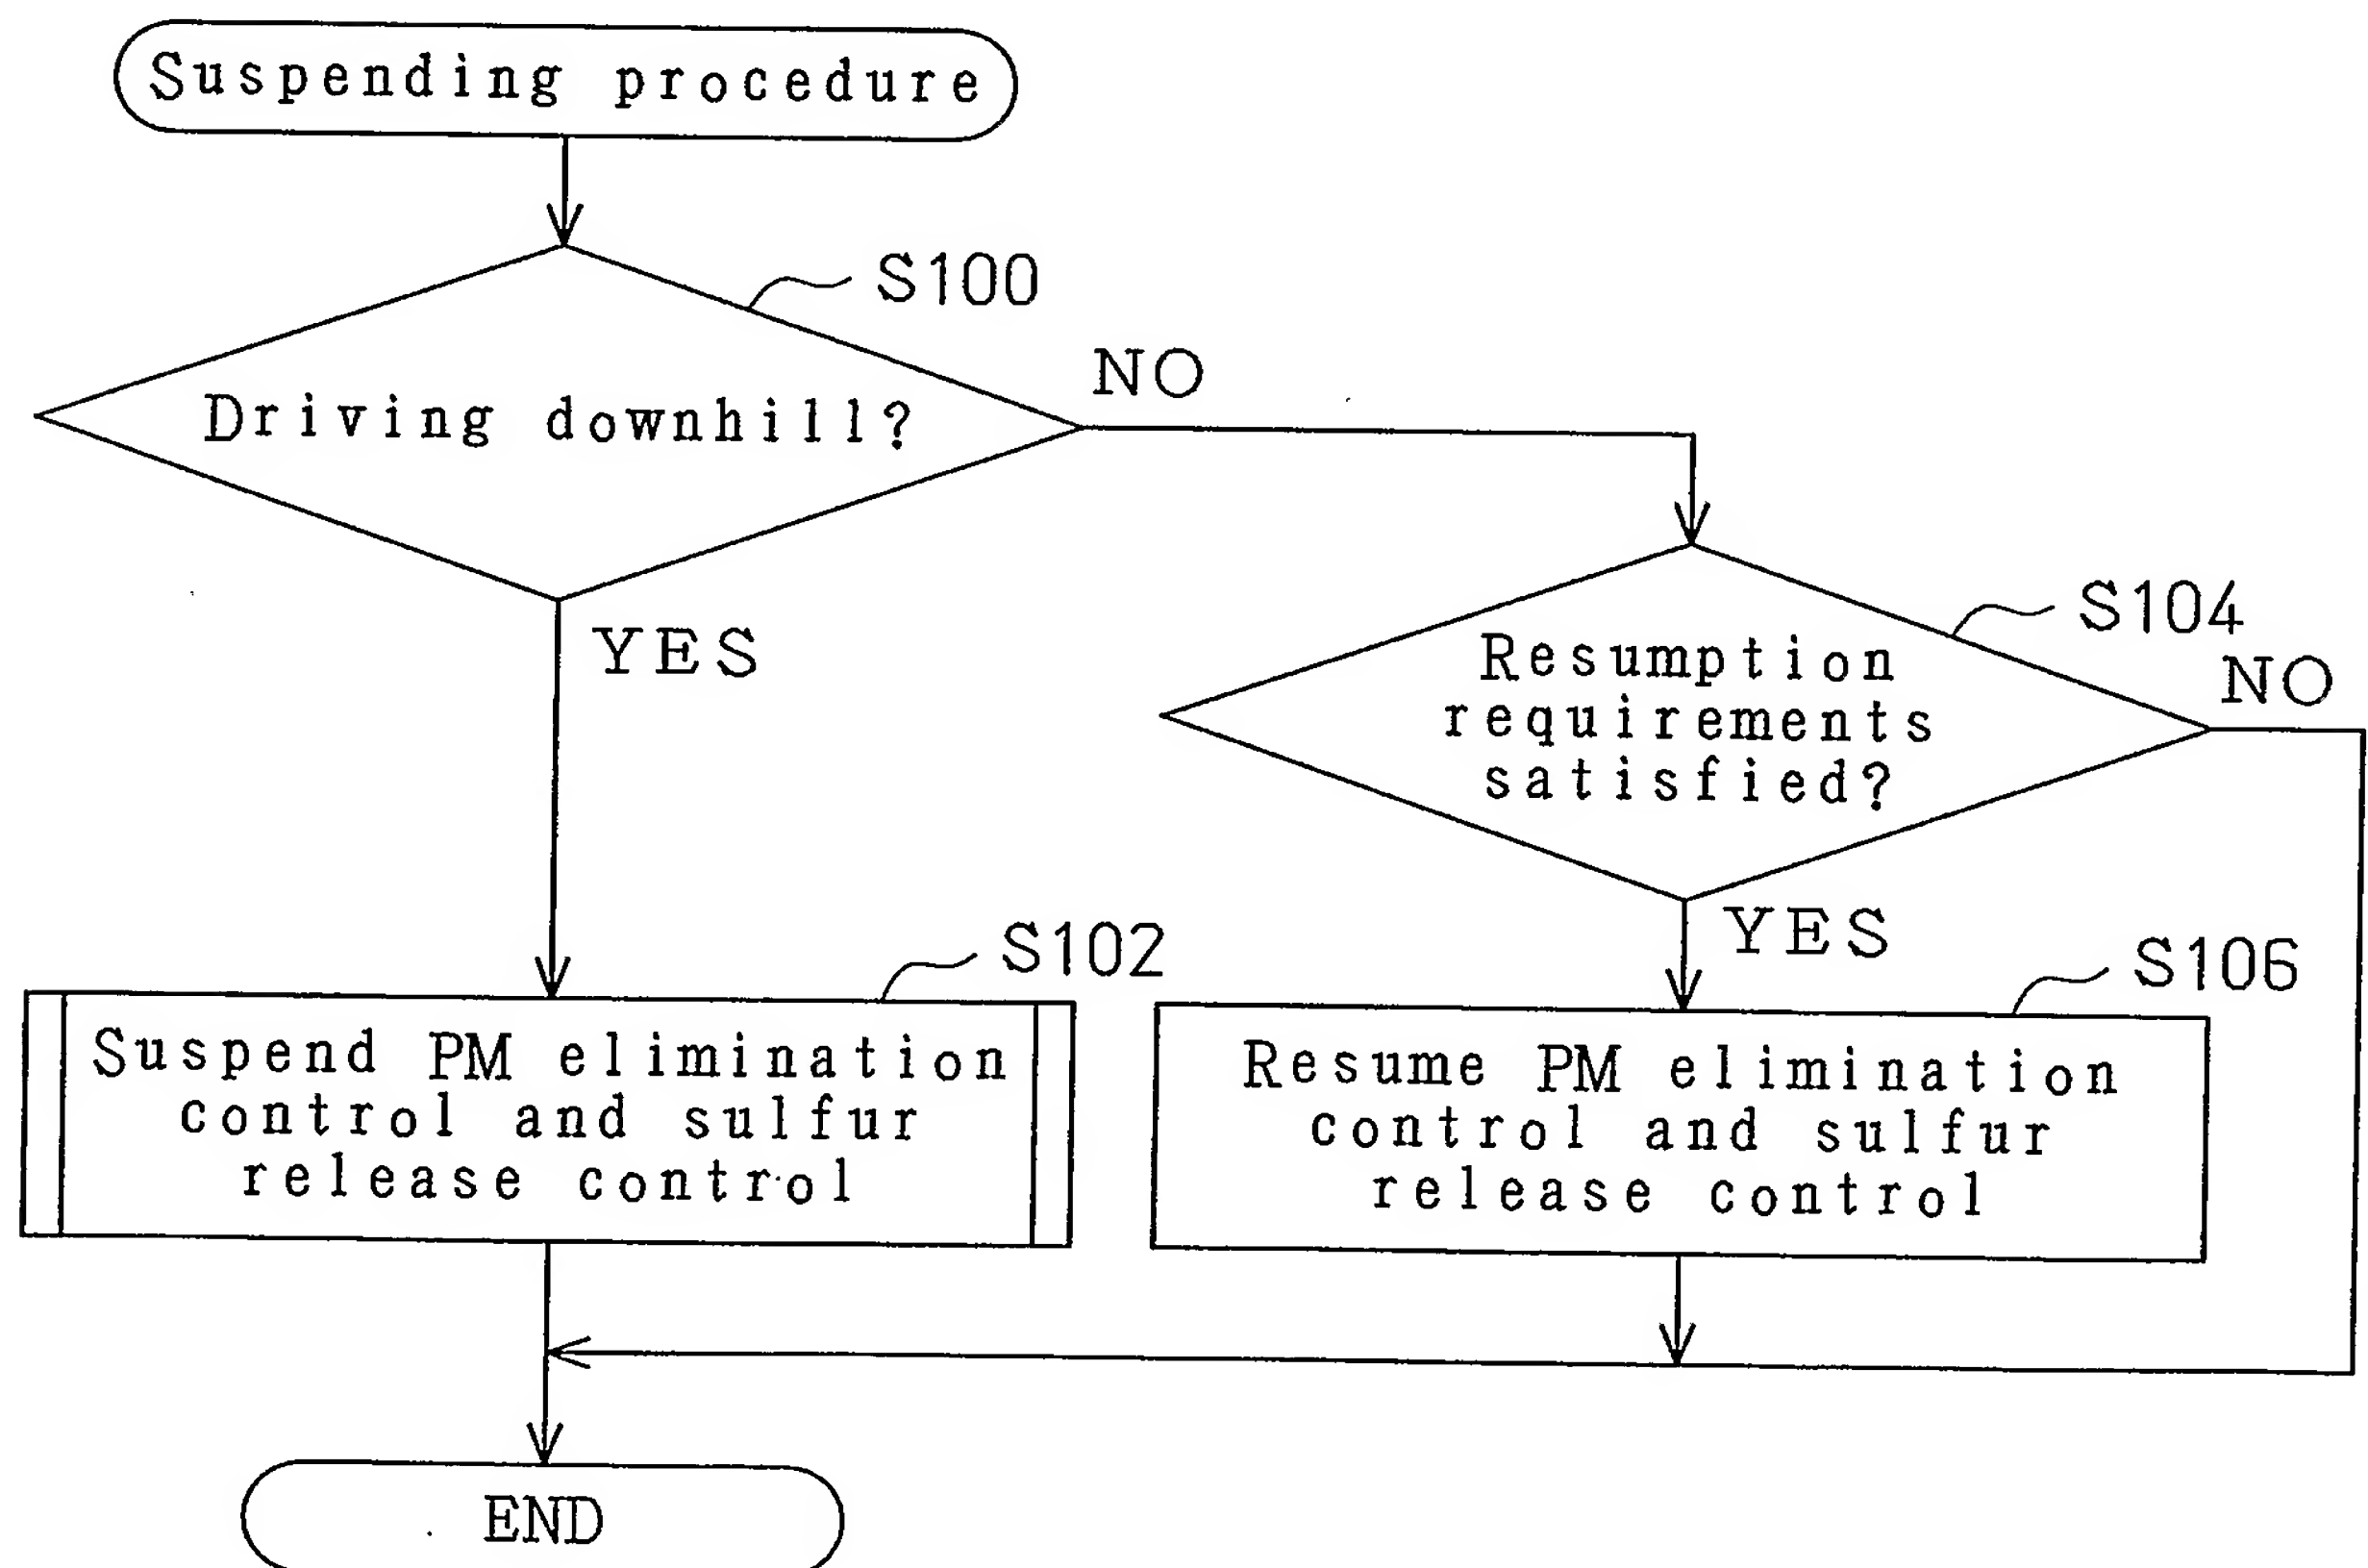 Suspending procedure
S100
Driving downhill?
NO
YES
S104
Resumption
requirements
satisfied?
NO
YES
S102
Suspend PM elimination
control and sulfur
release control
S106
Resume PM elimination
control and sulfur
release control
END